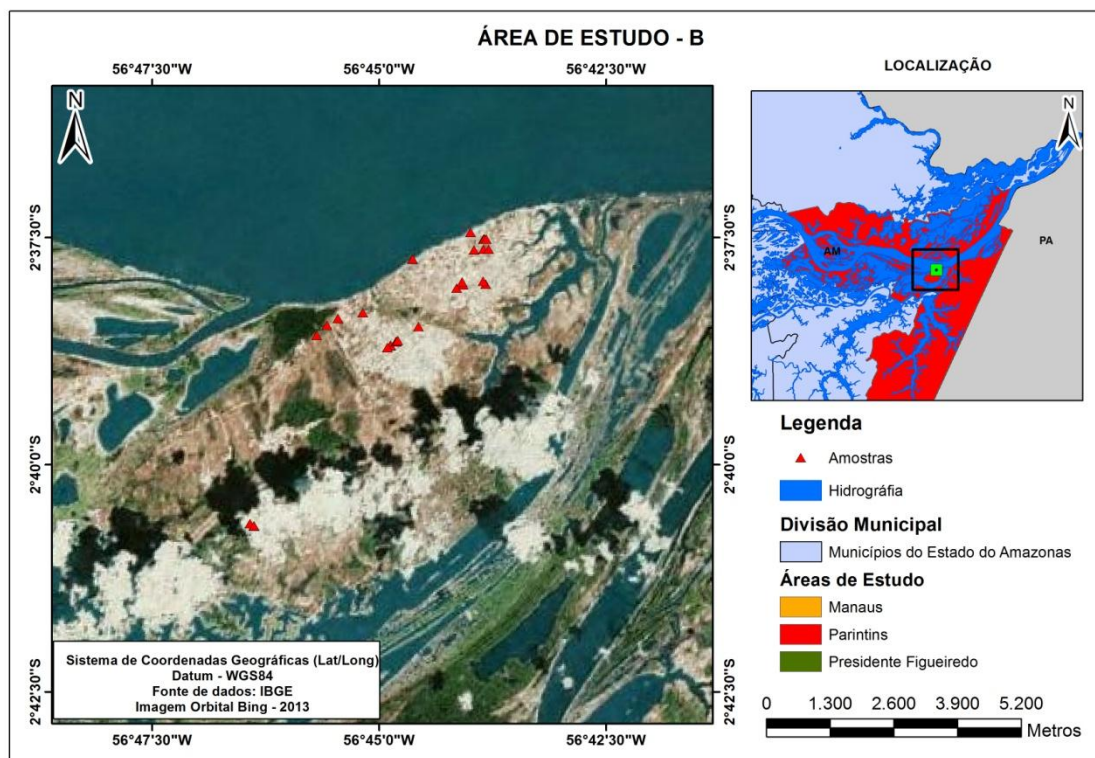 ÁREA DE ESTUDO - B
56°47'30"W 56°45'0"W 56°42'30"W
N
2°37'30"S
2°40'0"S
2°42'30"S
2°37'30"S
2°40'0"S
2°42'30"S
Sistema de Coordenadas Geográficas (Lat/Long)
Datum - WGS84
Fonte de dados: IBGE
Imagem Orbital Bing - 2013
56°47'30"W 56°45'0"W 56°42'30"W
LOCALIZAÇÃO
N
AM
PA
Legenda
Amostras
Hidrográfia
Divisão Municipal
Municípios do Estado do Amazonas
Áreas de Estudo
Manaus
Parintins
Presidente Figueiredo
0 1.300 2.600 3.900 5.200
Metros